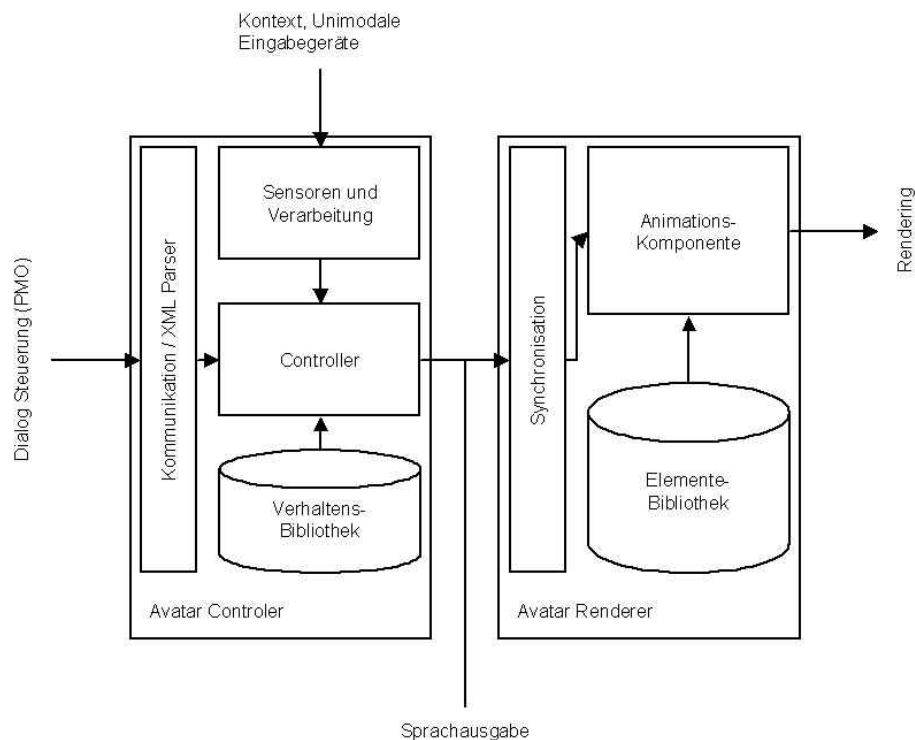 Kontext, Unimodale
Eingabegeräte
Dialog Steuerung (PMO)
Kommunikation / XML Parser
Sensoren und
Verarbeitung
Controller
Verhaltens-
Bibliothek
Avatar Controler
Synchronisation
Animations-
Komponente
Elemente-
Bibliothek
Avatar Renderer
Rendering
Sprachausgabe